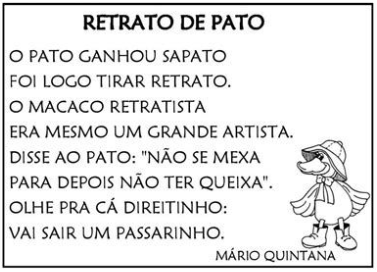 RETRATO DE PATO
O PATO GANHOU SAPATO
FOI LOGO TIRAR RETRATO.
O MACACO RETRATISTA
ERA MESMO UM GRANDE ARTISTA.
DISSE AO PATO: "NÃO SE MEXA
PARA DEPOIS NÃO TER QUEIXA".
OLHE PRA CÁ DIREITINHO:
VAI SAIR UM PASSARINHO.
MÁRIO QUINTANA